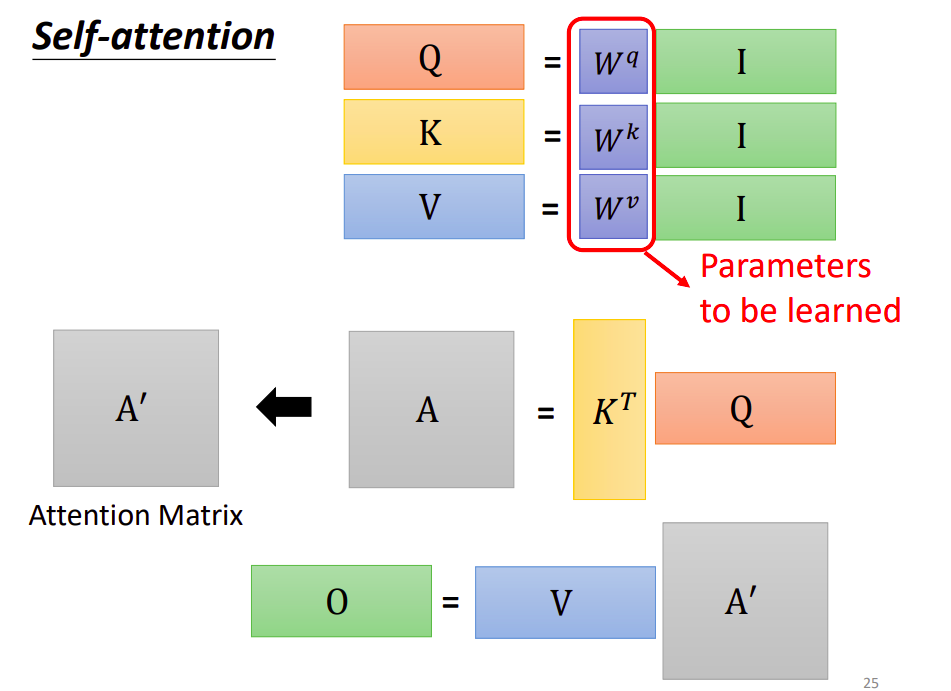 Self-attention
Q = W^q I
K = W^k I
V = W^v I
Parameters
to be learned
A′ A = K^T Q
Attention Matrix
O = V A′
25